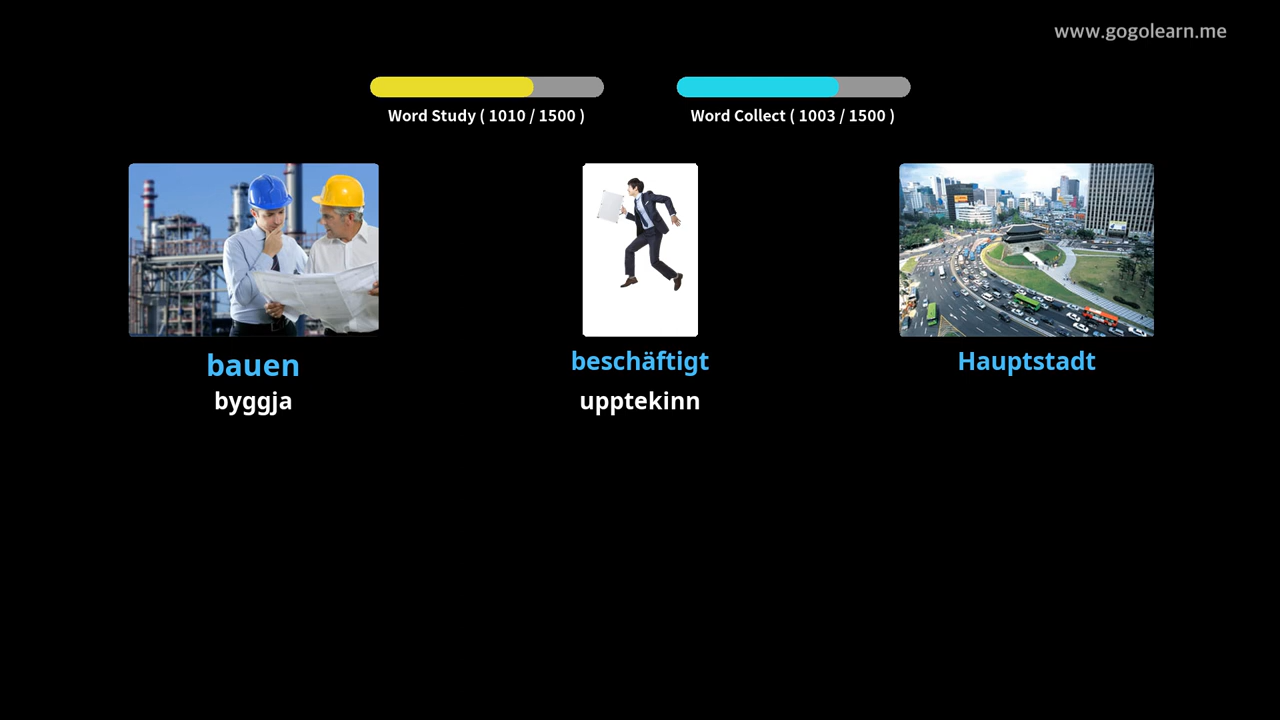 www.gogolearn.me
Word Study ( 1010 / 1500 )
Word Collect ( 1003 / 1500 )
bauen
byggja
beschäftigt
upptekinn
Hauptstadt